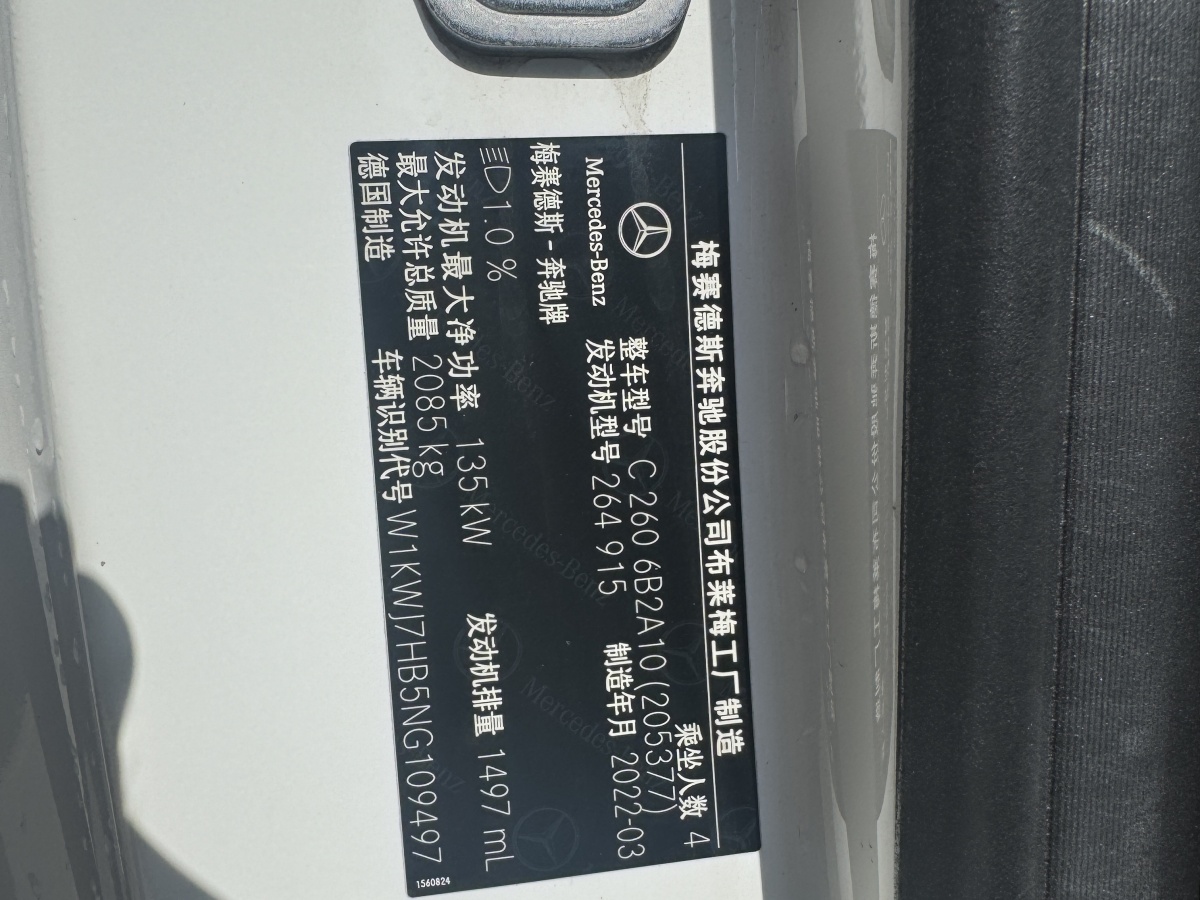 梅赛德斯奔驰股份公司布莱梅工厂制造
乘坐人数 4
整车型号 C 260 6B2A10(205377)
Mercedes-Benz
发动机型号 264 915 制造年月 2022-03
梅赛德斯 - 奔驰牌
1.0 %
发动机最大净功率 135 kW 发动机排量 1497 mL
最大允许总质量 2085 kg
德国制造 车辆识别代号 W1KWJ7HB5NG109497
1560824